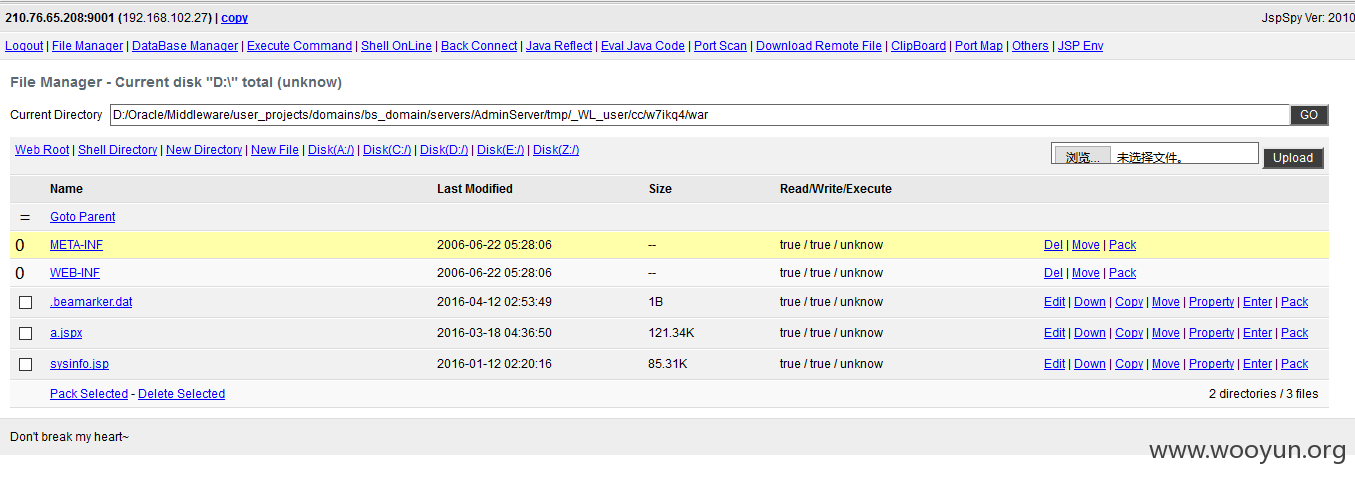 210.76.65.208:9001 (192.168.102.27) | copy JspSpy Ver: 2010
Logout | File Manager | DataBase Manager | Execute Command | Shell OnLine | Back Connect | Java Reflect | Eval Java Code | Port Scan | Download Remote File | ClipBoard | Port Map | Others | JSP Env
File Manager - Current disk "D:\" total (unknow)
Current Directory D:/Oracle/Middleware/user_projects/domains/bs_domain/servers/AdminServer/tmp/_WL_user/cc/w7ikq4/war GO
Web Root | Shell Directory | New Directory | New File | Disk(A:/) | Disk(C:/) | Disk(D:/) | Disk(E:/) | Disk(Z:/) 浏览... 未选择文件。 Upload
Name Last Modified Size Read/Write/Execute
= Goto Parent
0 META-INF 2006-06-22 05:28:06 -- true / true / unknow Del | Move | Pack
0 WEB-INF 2006-06-22 05:28:06 -- true / true / unknow Del | Move | Pack
.beamarker.dat 2016-04-12 02:53:49 1B true / true / unknow Edit | Down | Copy | Move | Property | Enter | Pack
a.jspx 2016-03-18 04:36:50 121.34K true / true / unknow Edit | Down | Copy | Move | Property | Enter | Pack
sysinfo.jsp 2016-01-12 02:20:16 85.31K true / true / unknow Edit | Down | Copy | Move | Property | Enter | Pack
Pack Selected - Delete Selected 2 directories / 3 files
Don't break my heart~
www.wooyun.org